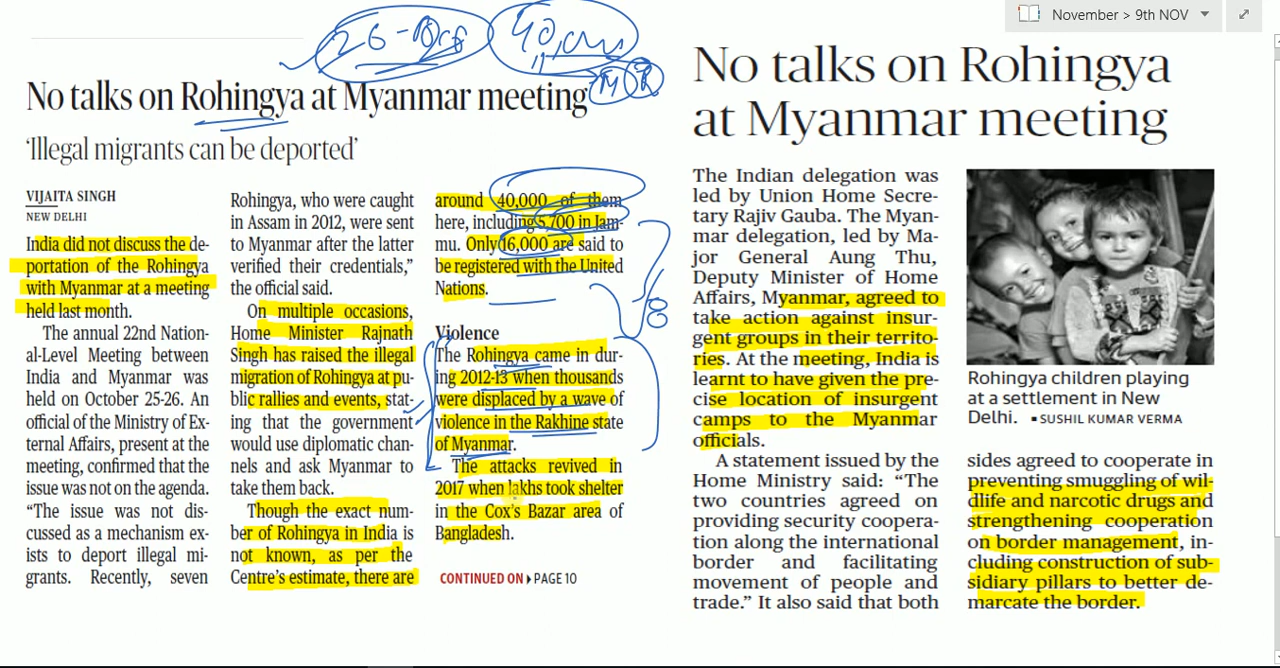 November > 9th NOV
26-Oct
40,000
M R
No talks on Rohingya at Myanmar meeting
‘Illegal migrants can be deported’
VIJAITA SINGH
NEW DELHI
India did not discuss the de-
portation of the Rohingya
with Myanmar at a meeting
held last month.
The annual 22nd Nation-
al-Level Meeting between
India and Myanmar was
held on October 25-26. An
official of the Ministry of Ex-
ternal Affairs, present at the
meeting, confirmed that the
issue was not on the agenda.
“The issue was not dis-
cussed as a mechanism ex-
ists to deport illegal mi-
grants. Recently, seven
Rohingya, who were caught
in Assam in 2012, were sent
to Myanmar after the latter
verified their credentials,”
the official said.
On multiple occasions,
Home Minister Rajnath
Singh has raised the illegal
migration of Rohingya at pu-
blic rallies and events, stat-
ing that the government
would use diplomatic chan-
nels and ask Myanmar to
take them back.
Though the exact num-
ber of Rohingya in India is
not known, as per the
Centre’s estimate, there are
around 40,000 of them
here, including 5,700 in Jam-
mu. Only 16,000 are said to
be registered with the United
Nations.
Violence
The Rohingya came in dur-
ing 2012-13 when thousands
were displaced by a wave of
violence in the Rakhine state
of Myanmar.
The attacks revived in
2017 when lakhs took shelter
in the Cox’s Bazar area of
Bangladesh.
CONTINUED ON PAGE 10
No talks on Rohingya
at Myanmar meeting
The Indian delegation was
led by Union Home Secre-
tary Rajiv Gauba. The Myan-
mar delegation, led by Ma-
jor General Aung Thu,
Deputy Minister of Home
Affairs, Myanmar, agreed to
take action against insur-
gent groups in their territo-
ries. At the meeting, India is
learnt to have given the pre-
cise location of insurgent
camps to the Myanmar
officials.
A statement issued by the
Home Ministry said: “The
two countries agreed on
providing security coopera-
tion along the international
border and facilitating
movement of people and
trade.” It also said that both
Rohingya children playing
at a settlement in New
Delhi. ▪SUSHIL KUMAR VERMA
sides agreed to cooperate in
preventing smuggling of wil-
dlife and narcotic drugs and
strengthening cooperation
on border management, in-
cluding construction of sub-
sidiary pillars to better de-
marcate the border.